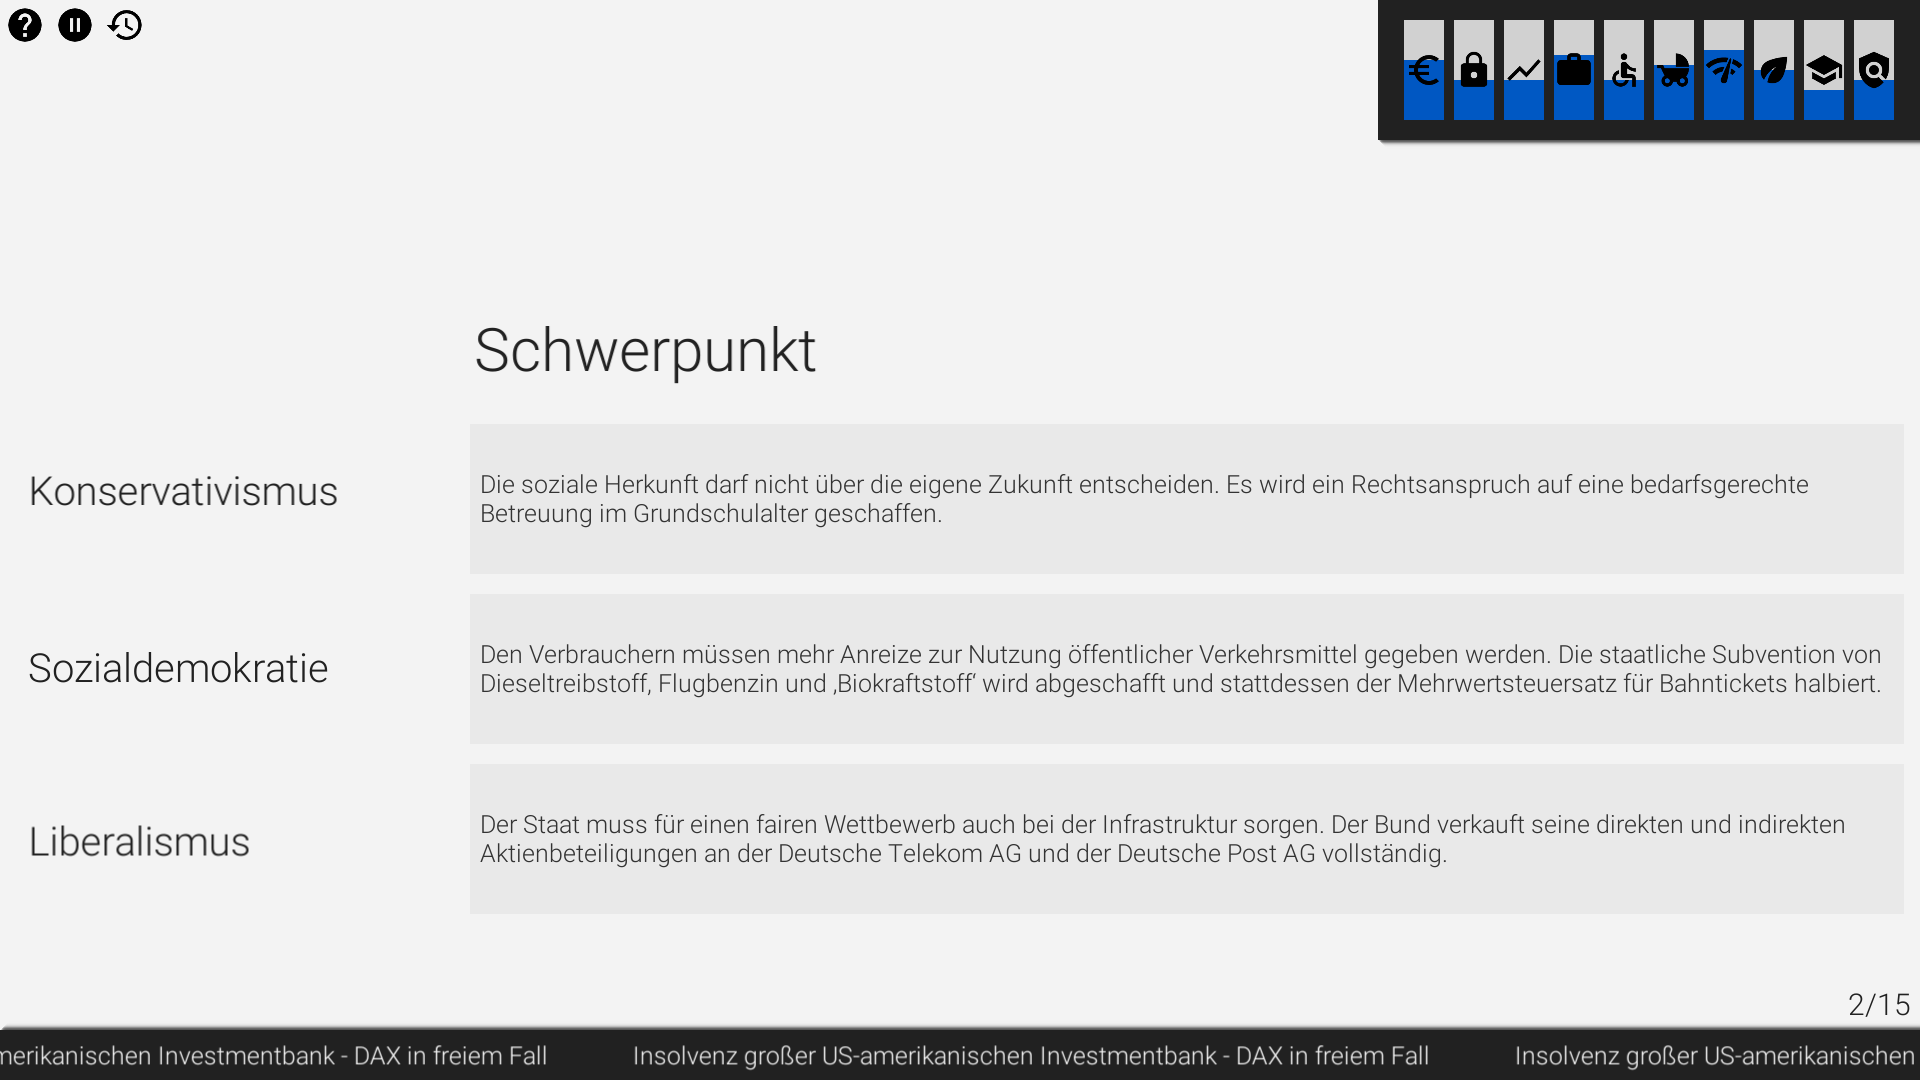 Schwerpunkt
Konservativismus
Die soziale Herkunft darf nicht über die eigene Zukunft entscheiden. Es wird ein Rechtsanspruch auf eine bedarfsgerechte
Betreuung im Grundschulalter geschaffen.
Sozialdemokratie
Den Verbrauchern müssen mehr Anreize zur Nutzung öffentlicher Verkehrsmittel gegeben werden. Die staatliche Subvention von
Dieseltreibstoff, Flugbenzin und ‚Biokraftstoff‘ wird abgeschafft und stattdessen der Mehrwertsteuersatz für Bahntickets halbiert.
Liberalismus
Der Staat muss für einen fairen Wettbewerb auch bei der Infrastruktur sorgen. Der Bund verkauft seine direkten und indirekten
Aktienbeteiligungen an der Deutsche Telekom AG und der Deutsche Post AG vollständig.
2/15
merikanischen Investmentbank - DAX in freiem Fall Insolvenz großer US-amerikanischen Investmentbank - DAX in freiem Fall Insolvenz großer US-amerikanischen